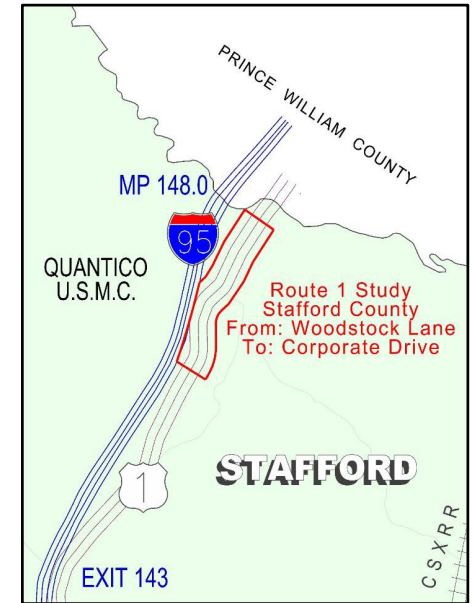 PRINCE WILLIAM COUNTY
MP 148.0
95
QUANTICO
U.S.M.C.
Route 1 Study
Stafford County
From: Woodstock Lane
To: Corporate Drive
STAFFORD
1
CSXRR
EXIT 143